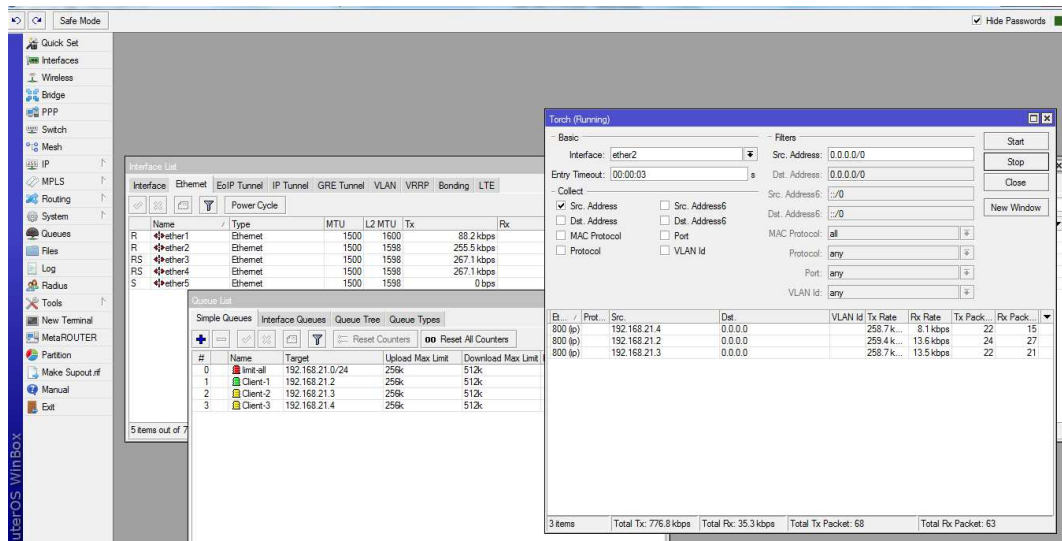 Safe Mode
Hide Passwords
Quick Set
Interfaces
Wireless
Bridge
PPP
Switch
Mesh
IP
MPLS
Routing
System
Queues
Files
Log
Radius
Tools
New Terminal
MetaROUTER
Partition
Make Supout.rif
Manual
Exit
uterOS WinBox
Interface List
Interface Ethernet EoIP Tunnel IP Tunnel GRE Tunnel VLAN VRRP Bonding LTE
Power Cycle
Name / Type MTU L2 MTU Tx Rx
R ether1 Ethernet 1500 1600 88.2 kbps
R ether2 Ethernet 1500 1598 255.5 kbps
RS ether3 Ethernet 1500 1598 267.1 kbps
RS ether4 Ethernet 1500 1598 267.1 kbps
S ether5 Ethernet 1500 1598 0 bps
5 items out of 7
Queue List
Simple Queues Interface Queues Queue Tree Queue Types
Reset Counters 00 Reset All Counters
# Name Target Upload Max Limit Download Max Limit
0 limit-all 192.168.21.0/24 256k 512k
1 Client-1 192.168.21.2 256k 512k
2 Client-2 192.168.21.3 256k 512k
3 Client-3 192.168.21.4 256k 512k
Torch (Running)
Basic
Interface: ether2
Entry Timeout: 00:00:03 s
Collect
Src. Address Src. Address6
Dst. Address Dst. Address6
MAC Protocol Port
Protocol VLAN Id
Filters
Src. Address: 0.0.0.0/0
Dst. Address: 0.0.0.0/0
Src. Address6: ::/0
Dst. Address6: ::/0
MAC Protocol: all
Protocol: any
Port: any
VLAN Id: any
Start
Stop
Close
New Window
Et... / Prot... Src. Dst. VLAN Id Tx Rate Rx Rate Tx Pack... Rx Pack...
800 (ip) 192.168.21.4 0.0.0.0 258.7 k... 8.1 kbps 22 15
800 (ip) 192.168.21.2 0.0.0.0 259.4 k... 13.6 kbps 24 27
800 (ip) 192.168.21.3 0.0.0.0 258.7 k... 13.5 kbps 22 21
3 items Total Tx: 776.8 kbps Total Rx: 35.3 kbps Total Tx Packet: 68 Total Rx Packet: 63